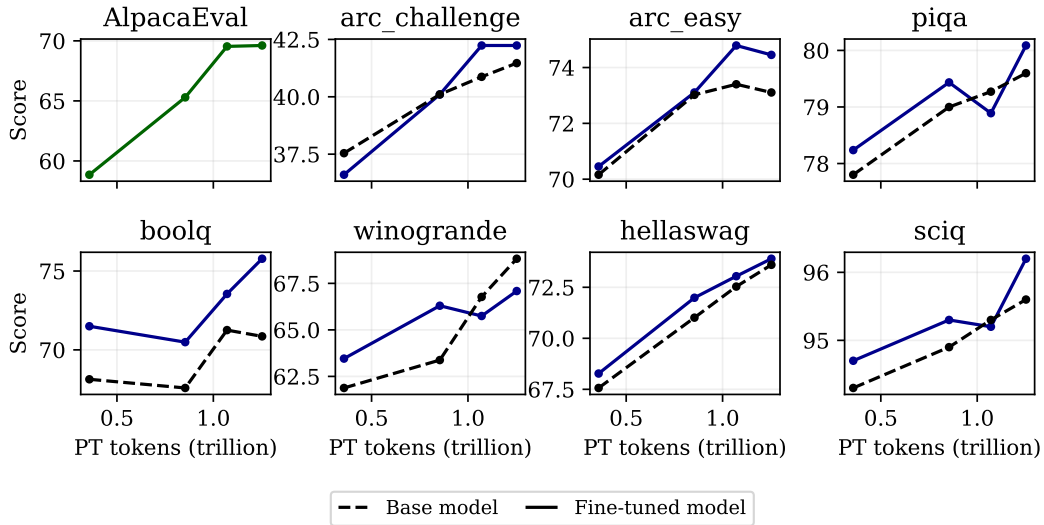 AlpacaEval arc_challenge arc_easy piqa
70 42.5 74 80
65 40.0 72 79
60 37.5 70 78
Score
boolq winogrande hellaswag sciq
75 67.5 72.5 96
70 65.0 70.0 95
62.5 67.5
Score
0.5 1.0 0.5 1.0 0.5 1.0 0.5 1.0
PT tokens (trillion) PT tokens (trillion) PT tokens (trillion) PT tokens (trillion)
Base model Fine-tuned model